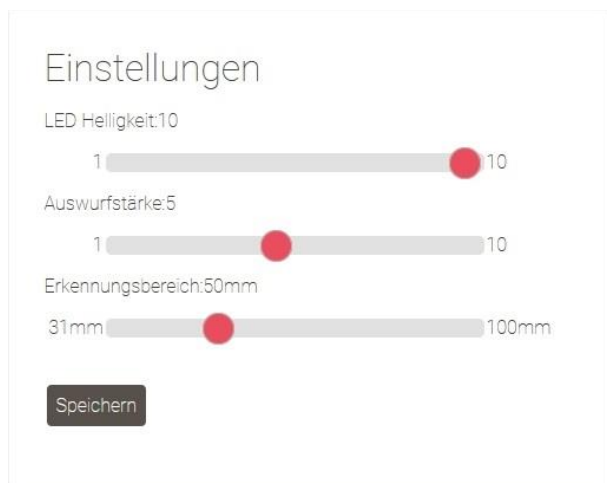 Einstellungen
LED Helligkeit:10
1 10
Auswurfstärke:5
1 10
Erkennungsbereich:50mm
31mm 100mm
Speichern